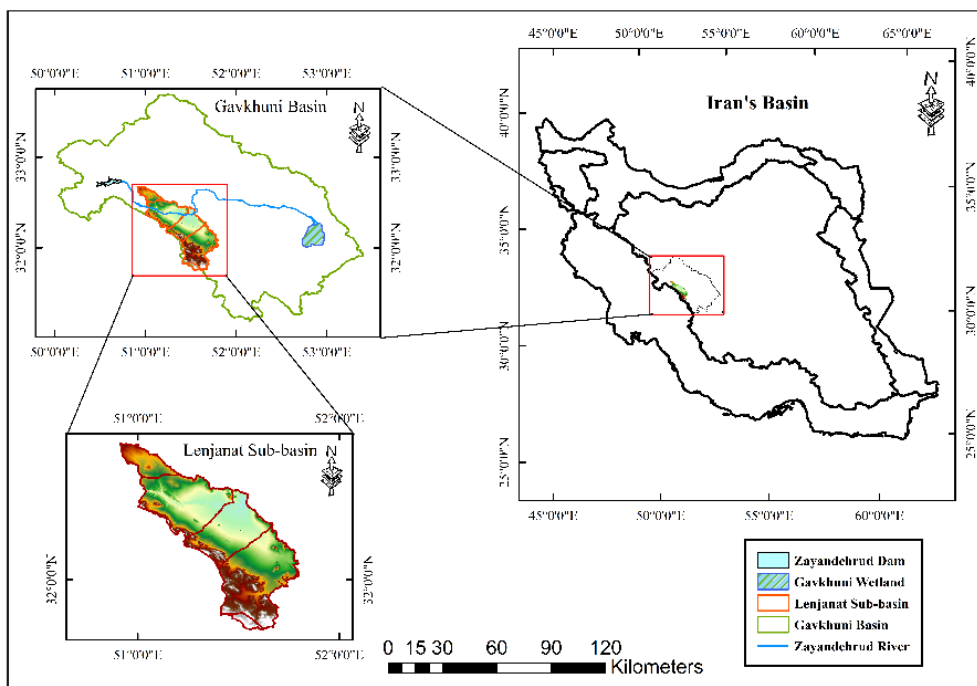 50°0'0"E 51°0'0"E 52°0'0"E 53°0'0"E
Gavkhuni Basin
N
33°0'0"N
32°0'0"N
33°0'0"N
32°0'0"N
50°0'0"E 51°0'0"E 52°0'0"E 53°0'0"E
45°0'0"E 50°0'0"E 55°0'0"E 60°0'0"E 65°0'0"E
Iran's Basin
N
40°0'0"N
35°0'0"N
30°0'0"N
25°0'0"N
40°0'0"N
35°0'0"N
30°0'0"N
25°0'0"N
45°0'0"E 50°0'0"E 55°0'0"E 60°0'0"E
51°0'0"E 52°0'0"E
Lenjanat Sub-basin
N
32°0'0"N
32°0'0"N
51°0'0"E 52°0'0"E
Zayandehrud Dam
Gavkhuni Wetland
Lenjanat Sub-basin
Gavkhuni Basin
Zayandehrud River
0 15 30 60 90 120
Kilometers